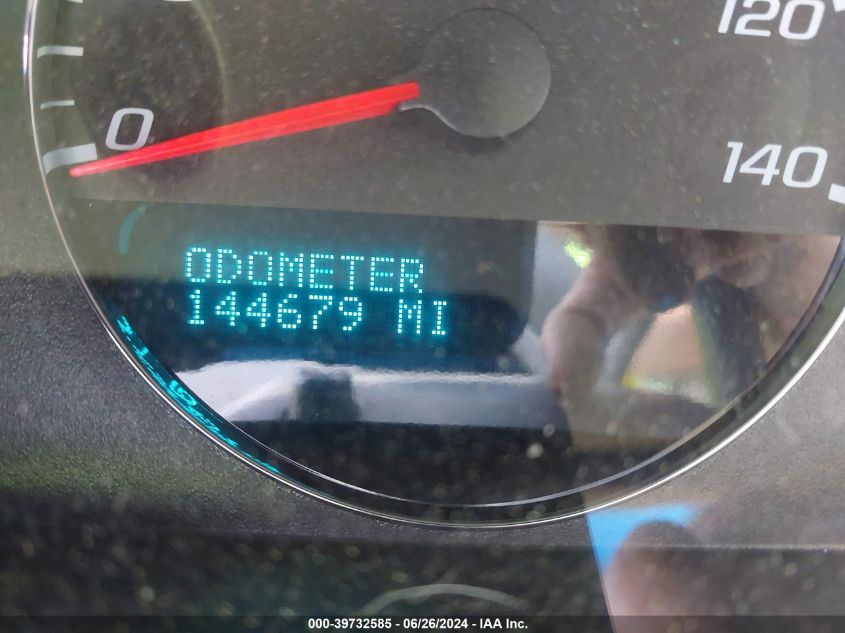 120
0
140
ODOMETER
144679 MI
000-39732585 / 06/26/2024 - IAA Inc.